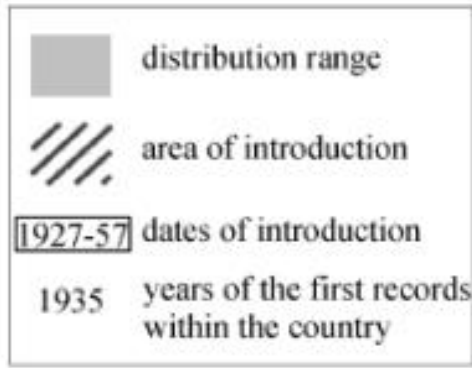 distribution range
area of introduction
1927-57 dates of introduction
1935 years of the first records
within the country